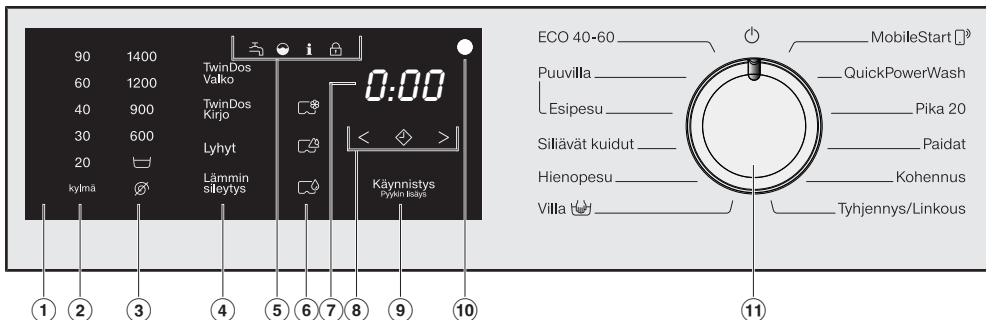 90
60
40
30
20
kylmä
1400
1200
900
600
TwinDos
Valko
TwinDos
Kirjo
Lyhyt
Lämmin
sileytys
0:00
< >
Käynnistys
Pyykin lisäys
ECO 40-60
Puuvilla
Esipesu
Siliävät kuidut
Hienopesu
Villa
MobileStart
QuickPowerWash
Pika 20
Paidat
Kohennus
Tyhjennys/Linkous
1 2 3 4 5 6 7 8 9 10 11